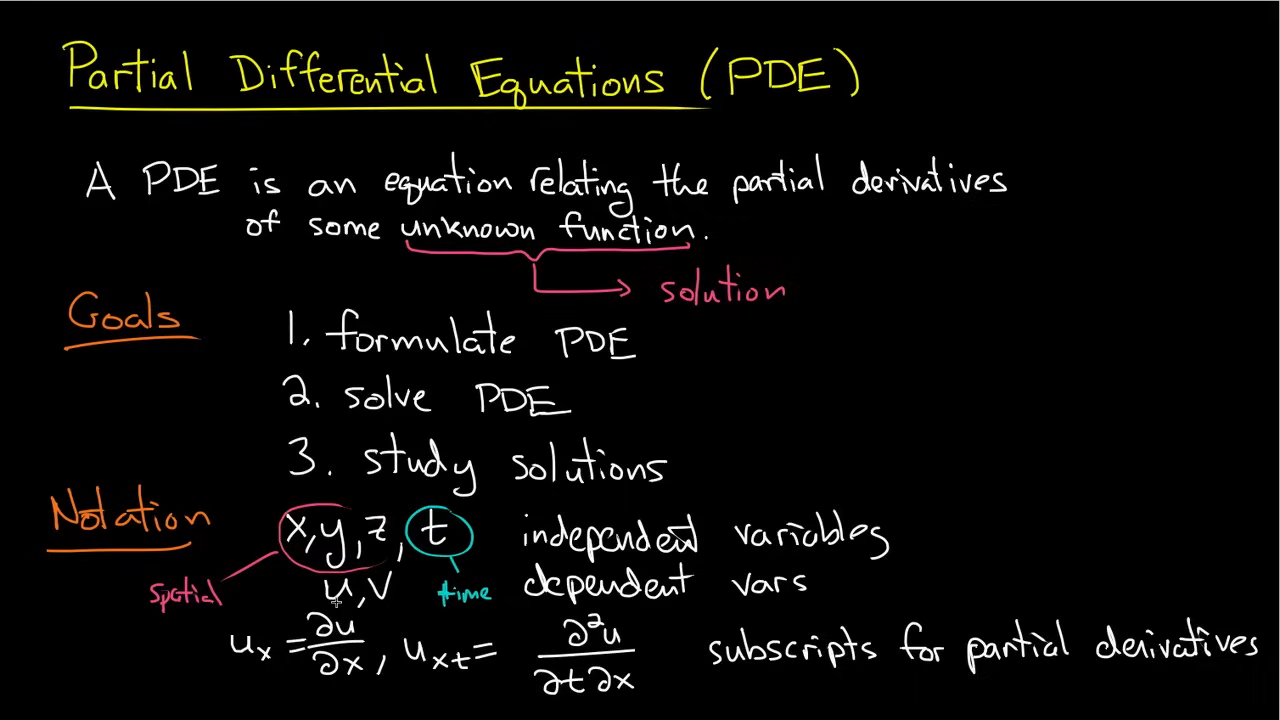 Partial Differential Equations (PDE)
A PDE is an equation relating the partial derivatives
of some unknown function.
solution
Goals
1. formulate PDE
2. solve PDE
3. study solutions
Notation
x,y,z, t independent variables
spatial u,v time dependent vars
uₓ = ∂u/∂x, uₓₜ = ∂²u/∂t∂x subscripts for partial derivatives